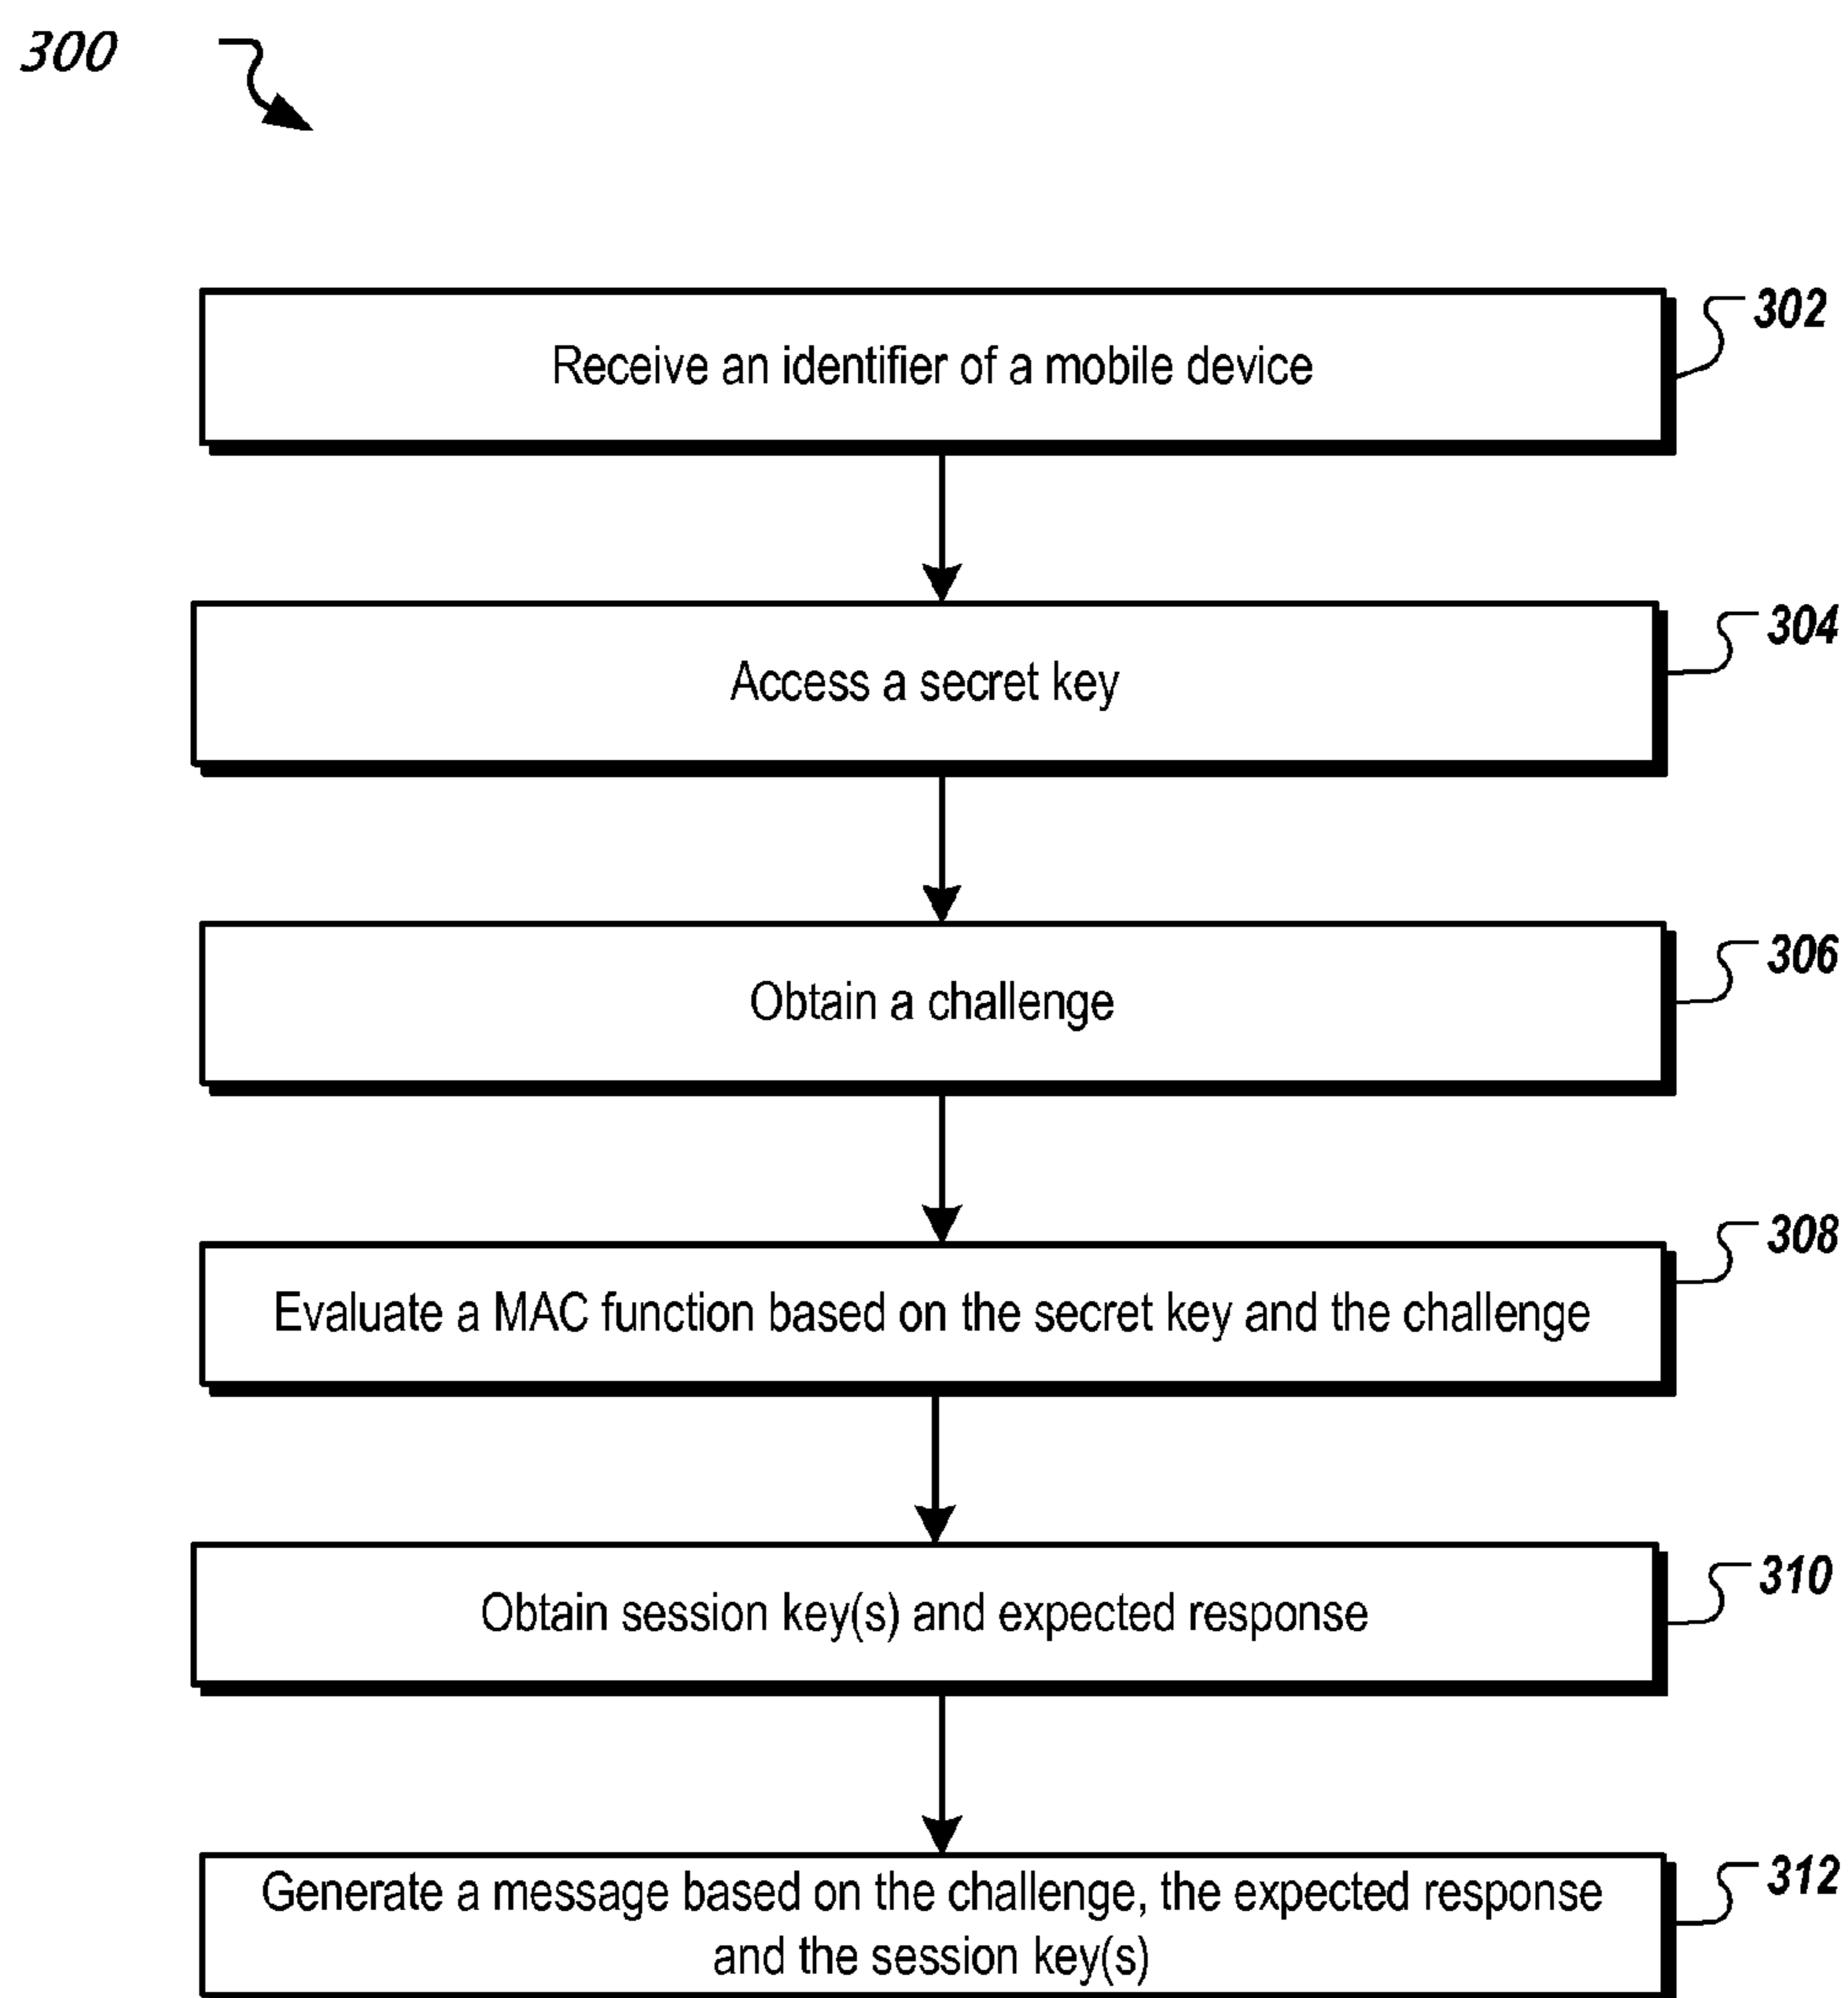 300
302
Receive an identifier of a mobile device
304
Access a secret key
306
Obtain a challenge
308
Evaluate a MAC function based on the secret key and the challenge
310
Obtain session key(s) and expected response
312
Generate a message based on the challenge, the expected response
and the session key(s)